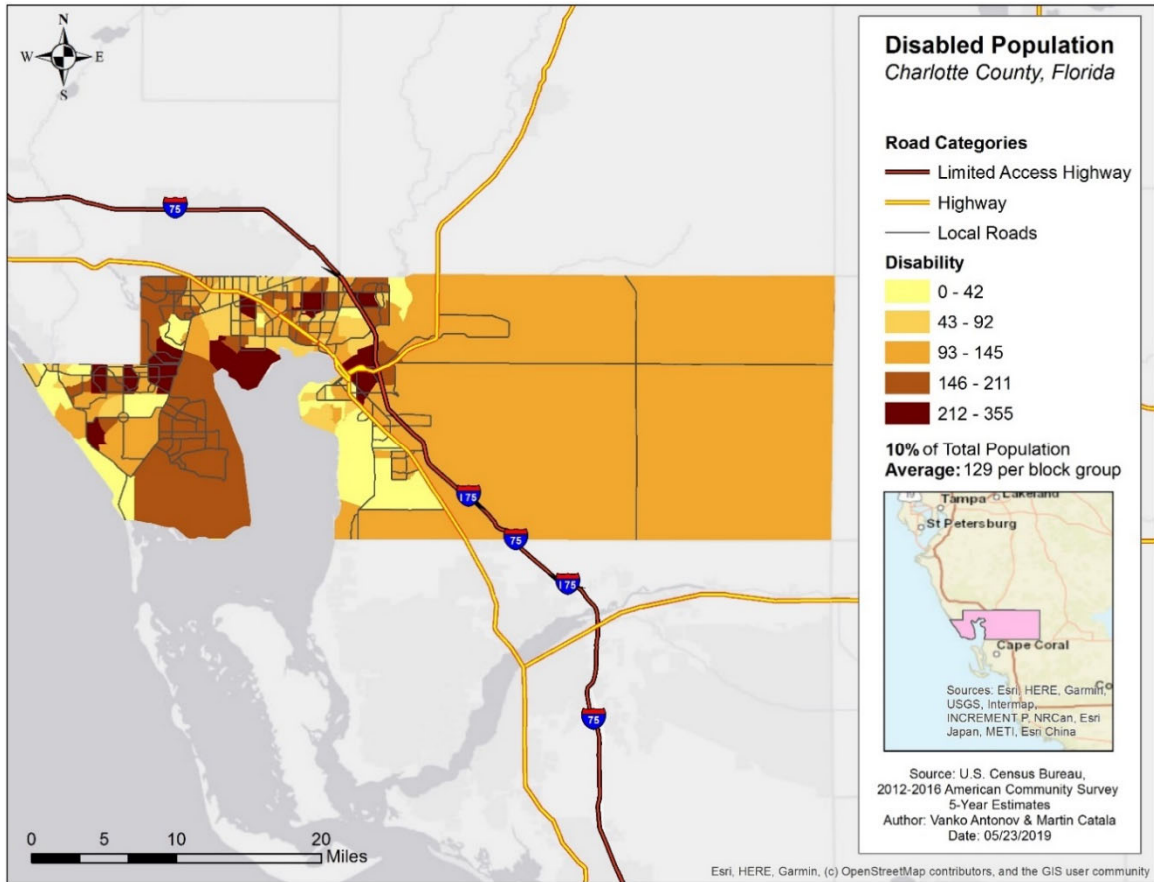 N
W E
S
75
I 75
75
I 75
75
Disabled Population
Charlotte County, Florida
Road Categories
Limited Access Highway
Highway
Local Roads
Disability
0 - 42
43 - 92
93 - 145
146 - 211
212 - 355
10% of Total Population
Average: 129 per block group
19
Tampa Lakeland
St Petersburg
Cape Coral
Co
Sources: Esri, HERE, Garmin,
USGS, Intermap,
INCREMENT P, NRCan, Esri
Japan, METI, Esri China
Source: U.S. Census Bureau,
2012-2016 American Community Survey
5-Year Estimates
Author: Vanko Antonov & Martin Catala
Date: 05/23/2019
0 5 10 20
Miles
Esri, HERE, Garmin, (c) OpenStreetMap contributors, and the GIS user community